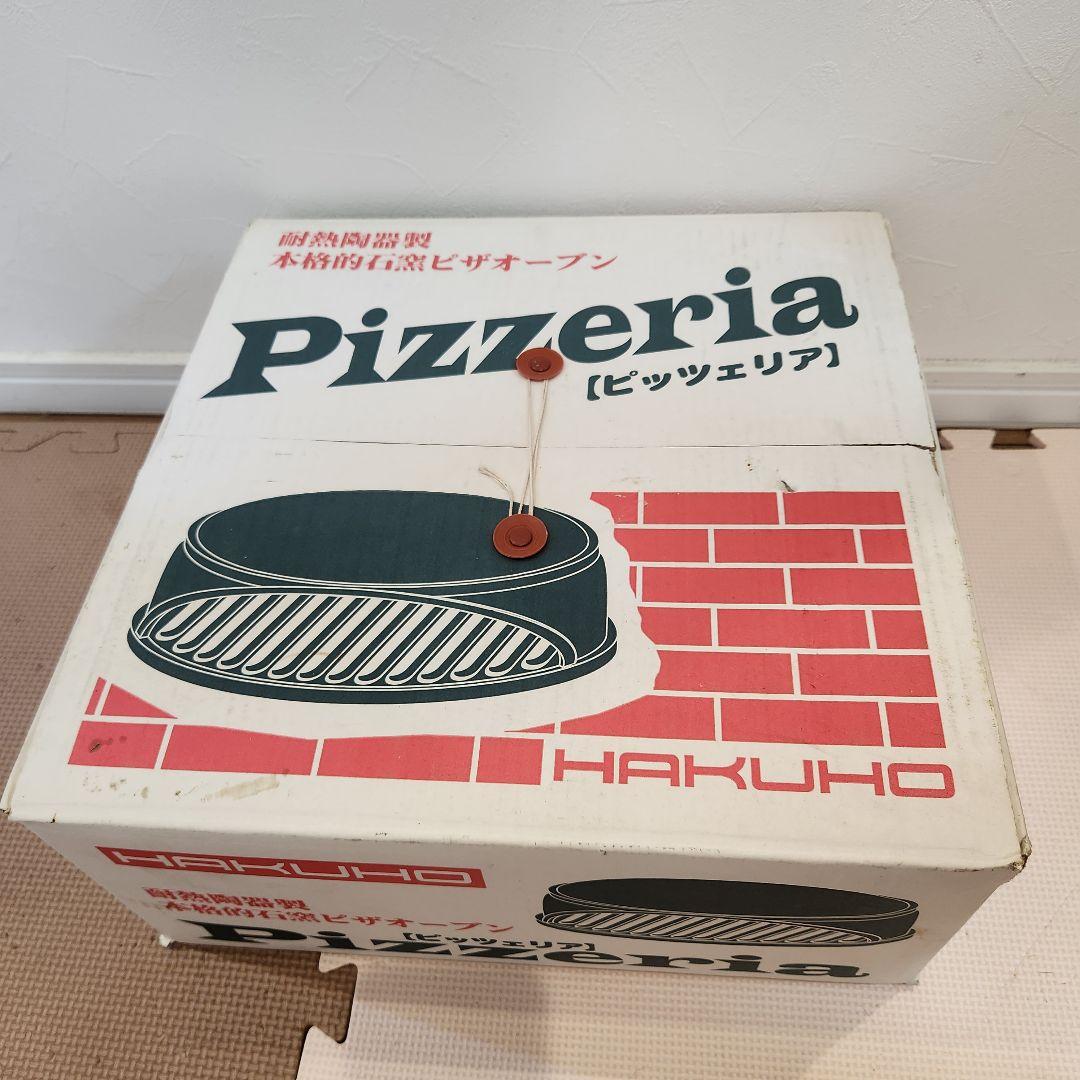 耐熱陶器製
本格的石窯ピザオーブン
Pizzeria
【ピッツェリア】
HAKUHO
HAKUHO
耐熱陶器製
本格的石窯ピザオーブン
【ピッツェリア】
Pizzeria